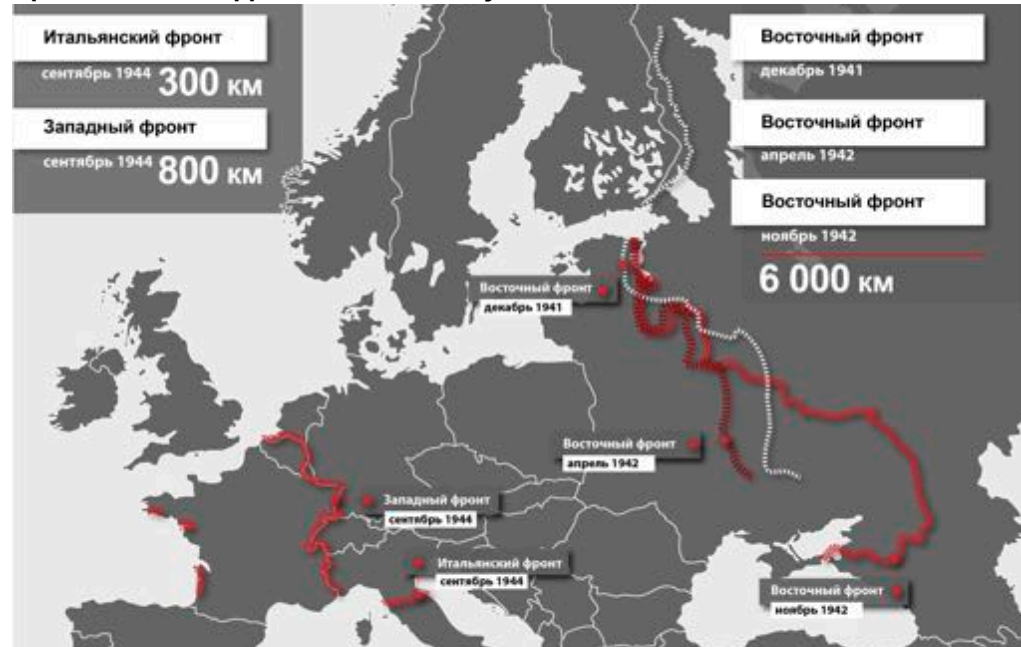 Итальянский фронт
сентябрь 1944 300 км
Западный фронт
сентябрь 1944 800 км
Восточный фронт
декабрь 1941
Восточный фронт
апрель 1942
Восточный фронт
ноябрь 1942
6 000 км
Восточный фронт
декабрь 1941
Восточный фронт
апрель 1942
Западный фронт
сентябрь 1944
Итальянский фронт
сентябрь 1944
Восточный фронт
ноябрь 1942